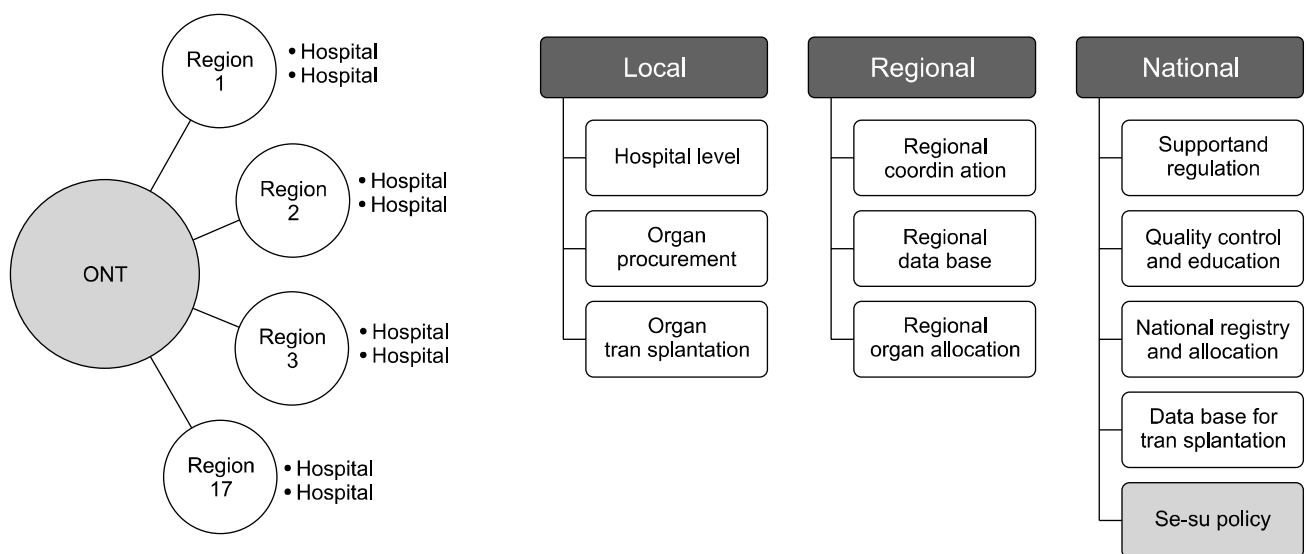 Region
1
• Hospital
• Hospital
Region
2
• Hospital
• Hospital
ONT
Region
3
• Hospital
• Hospital
Region
17
• Hospital
• Hospital
Local
Hospital level
Organ
procurement
Organ
tran splantation
Regional
Regional
coordin ation
Regional
data base
Regional
organ allocation
National
Supportand
regulation
Quality control
and education
National registry
and allocation
Data base for
tran splantation
Se-su policy